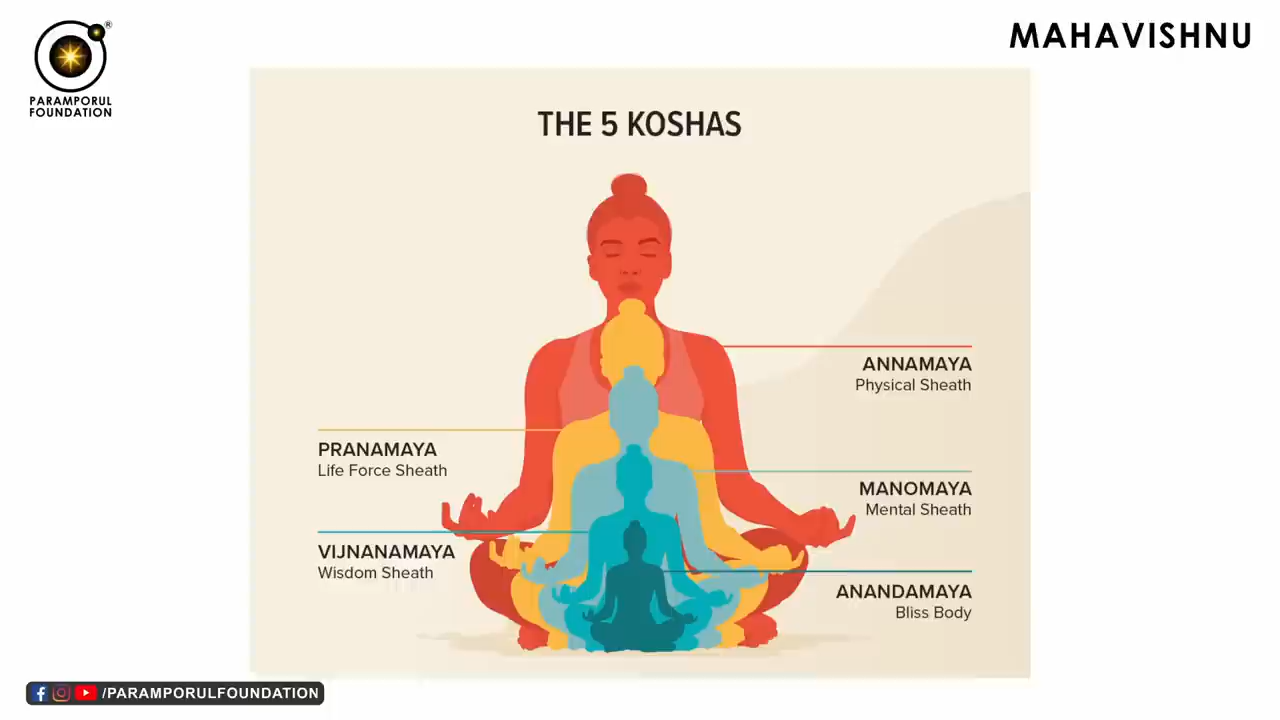 ®
PARAMPORUL
FOUNDATION
MAHAVISHNU
THE 5 KOSHAS
ANNAMAYA
Physical Sheath
PRANAMAYA
Life Force Sheath
MANOMAYA
Mental Sheath
VIJNANAMAYA
Wisdom Sheath
ANANDAMAYA
Bliss Body
/PARAMPORULFOUNDATION